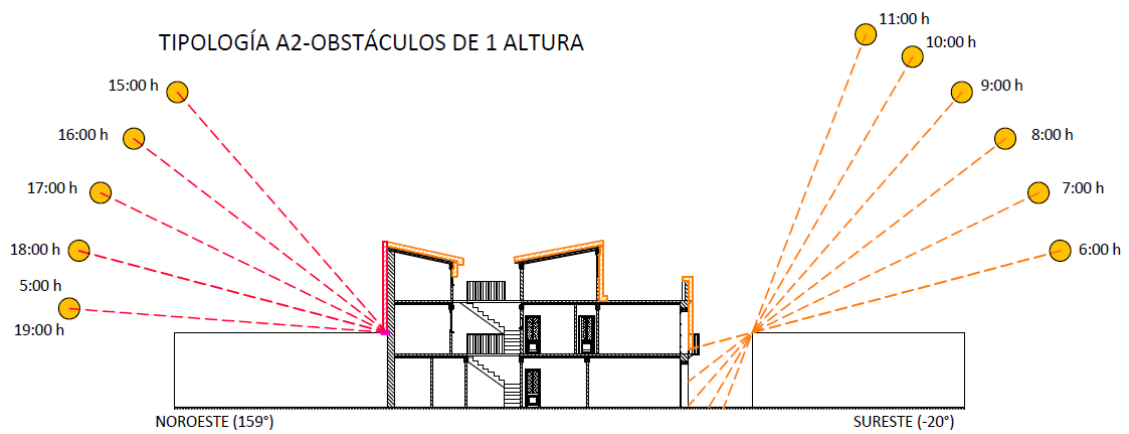 TIPOLOGÍA A2-OBSTÁCULOS DE 1 ALTURA
15:00 h
16:00 h
17:00 h
18:00 h
5:00 h
19:00 h
11:00 h
10:00 h
9:00 h
8:00 h
7:00 h
6:00 h
NOROESTE (159°)
SURESTE (-20°)